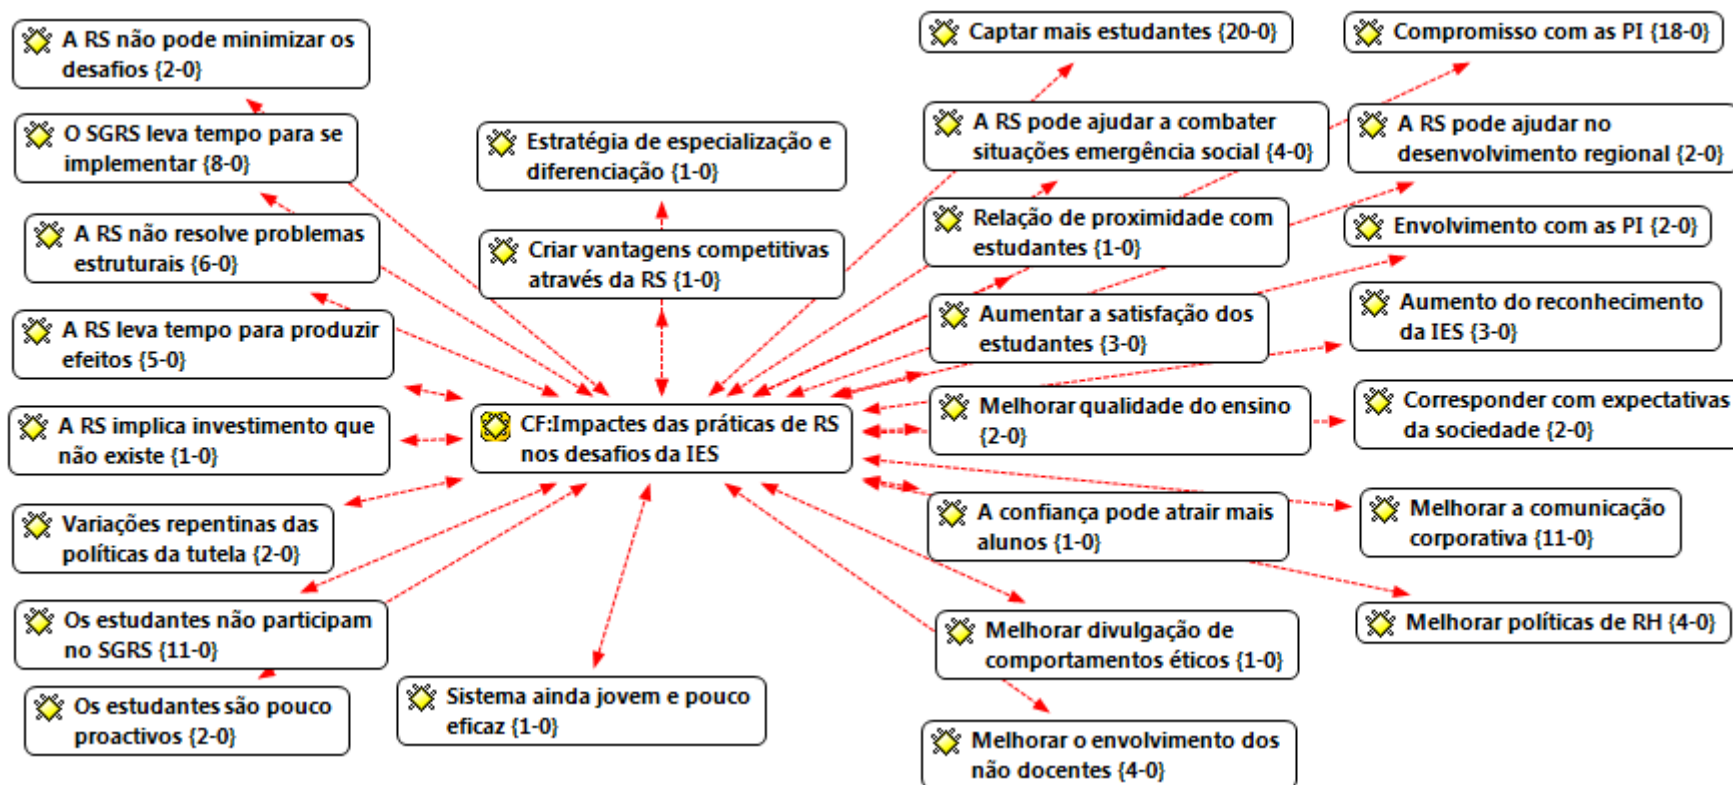 A RS não pode minimizar os
desafios {2-0}
O SGRS leva tempo para se
implementar {8-0}
A RS não resolve problemas
estruturais {6-0}
A RS leva tempo para produzir
efeitos {5-0}
A RS implica investimento que
não existe {1-0}
Variações repentinas das
políticas da tutela {2-0}
Os estudantes não participam
no SGRS {11-0}
Os estudantes são pouco
proactivos {2-0}
Estratégia de especialização e
diferenciação {1-0}
Criar vantagens competitivas
através da RS {1-0}
CF:Impactes das práticas de RS
nos desafios da IES
Sistema ainda jovem e pouco
eficaz {1-0}
Captar mais estudantes {20-0}
A RS pode ajudar a combater
situações emergência social {4-0}
Relação de proximidade com
estudantes {1-0}
Aumentar a satisfação dos
estudantes {3-0}
Melhorar qualidade do ensino
{2-0}
A confiança pode atrair mais
alunos {1-0}
Melhorar divulgação de
comportamentos éticos {1-0}
Melhorar o envolvimento dos
não docentes {4-0}
Compromisso com as PI {18-0}
A RS pode ajudar no
desenvolvimento regional {2-0}
Envolvimento com as PI {2-0}
Aumento do reconhecimento
da IES {3-0}
Corresponder com expectativas
da sociedade {2-0}
Melhorar a comunicação
corporativa {11-0}
Melhorar políticas de RH {4-0}